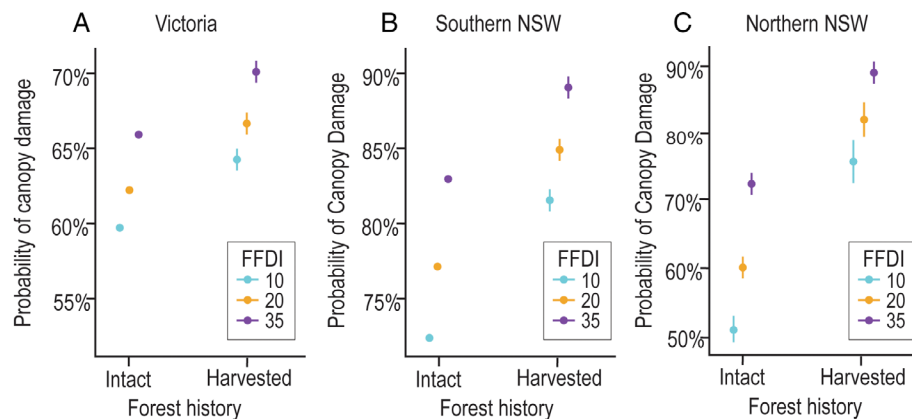 A Victoria
Probability of canopy damage
70%
65%
60%
55%
FFDI
10
20
35
Intact Harvested
Forest history
B Southern NSW
Probability of Canopy Damage
90%
85%
80%
75%
FFDI
10
20
35
Intact Harvested
Forest history
C Northern NSW
Probability of Canopy Damage
90%
80%
70%
60%
50%
FFDI
10
20
35
Intact Harvested
Forest history